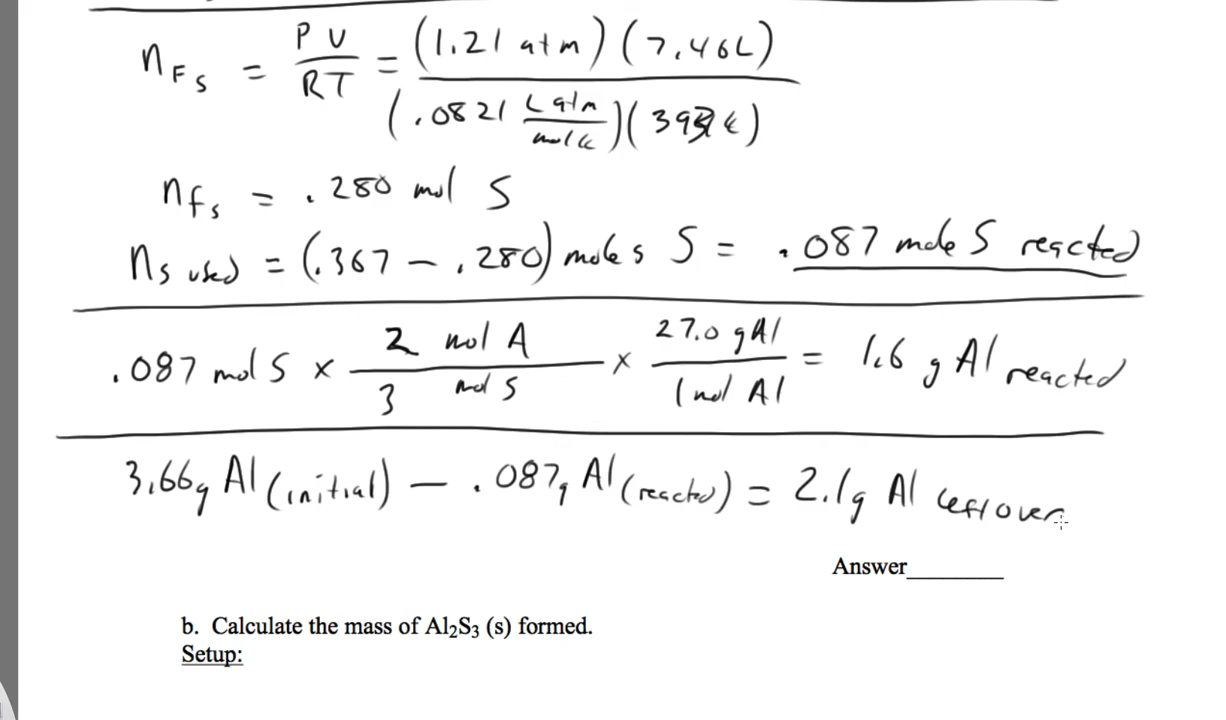 n_Fs = PV/RT = (1.21 atm)(7.46L)/(.0821 L atm/mol K)(393 K)
n_fs = .280 mol S
n_s used = (.367 - .280) moles S = .087 mole S reacted
.087 mol S x 2 mol A/3 mol S x 27.0 g Al/1 mol Al = 1.6 g Al reacted
3.66g Al (initial) - .087g Al (reacted) = 2.1g Al leftover
Answer________
b. Calculate the mass of Al₂S₃ (s) formed.
Setup: